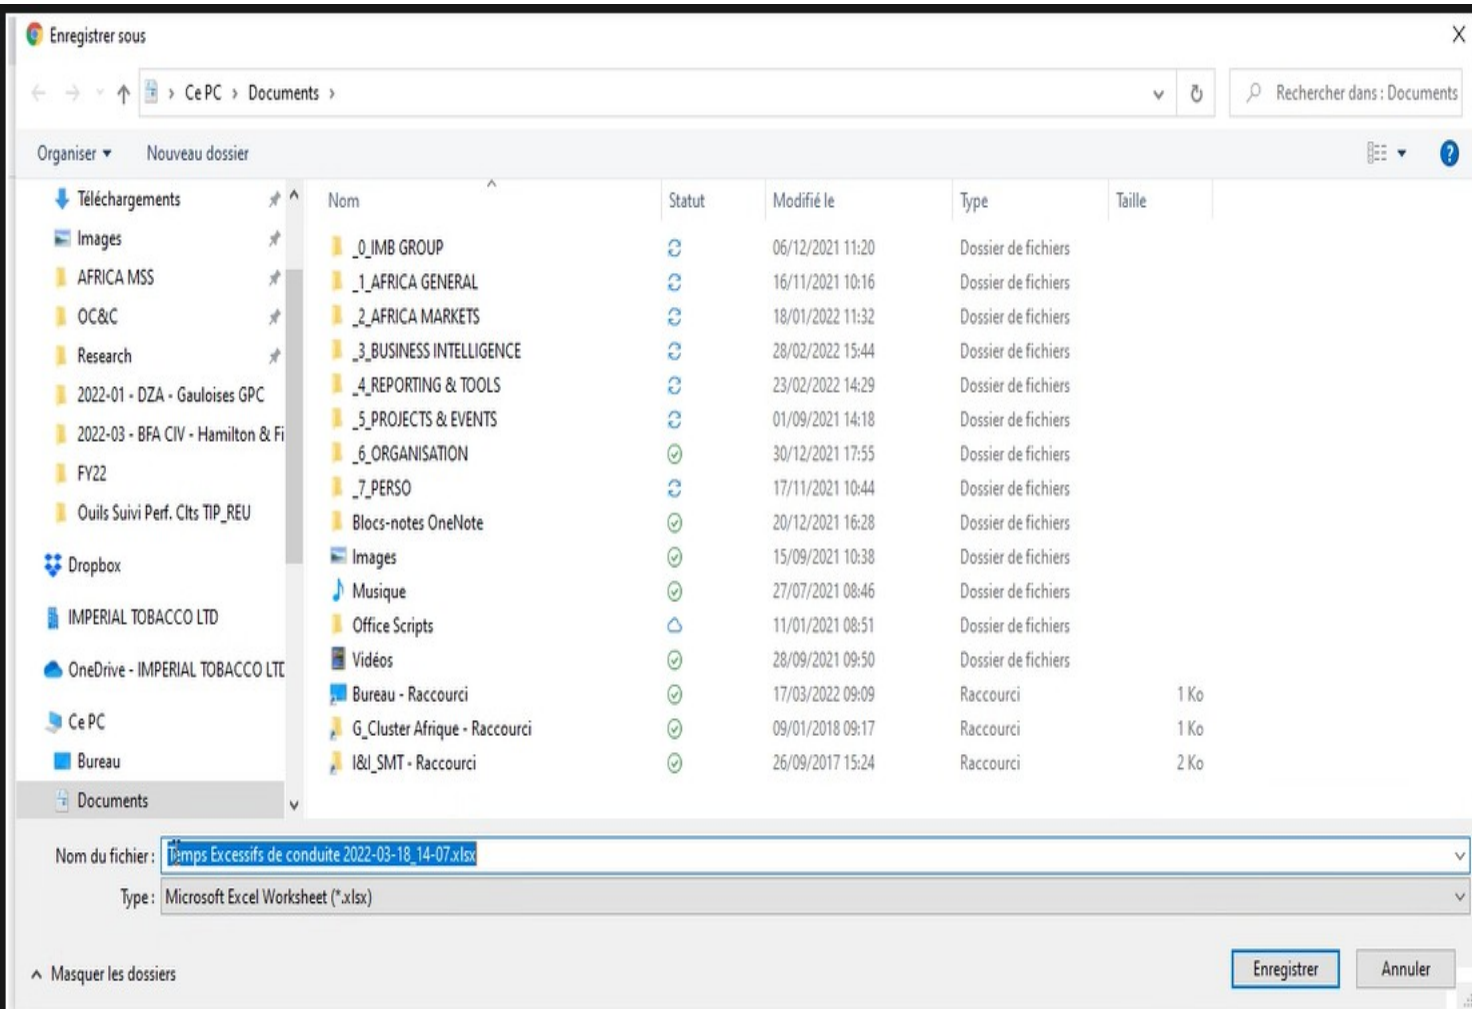 Enregistrer sous
Ce PC > Documents >
Rechercher dans : Documents
Organiser
Nouveau dossier
Téléchargements
Images
AFRICA MSS
OC&C
Research
2022-01 - DZA - Gauloises GPC
2022-03 - BFA CIV - Hamilton & Fi
FY22
Ouils Suivi Perf. Clts TIP_REU
Dropbox
IMPERIAL TOBACCO LTD
OneDrive - IMPERIAL TOBACCO LTD
Ce PC
Bureau
Documents
Nom Statut Modifié le Type Taille
_0_IMB GROUP 06/12/2021 11:20 Dossier de fichiers
_1_AFRICA GENERAL 16/11/2021 10:16 Dossier de fichiers
_2_AFRICA MARKETS 18/01/2022 11:32 Dossier de fichiers
_3_BUSINESS INTELLIGENCE 28/02/2022 15:44 Dossier de fichiers
_4_REPORTING & TOOLS 23/02/2022 14:29 Dossier de fichiers
_5_PROJECTS & EVENTS 01/09/2021 14:18 Dossier de fichiers
_6_ORGANISATION 30/12/2021 17:55 Dossier de fichiers
_7_PERSO 17/11/2021 10:44 Dossier de fichiers
Blocs-notes OneNote 20/12/2021 16:28 Dossier de fichiers
Images 15/09/2021 10:38 Dossier de fichiers
Musique 27/07/2021 08:46 Dossier de fichiers
Office Scripts 11/01/2021 08:51 Dossier de fichiers
Vidéos 28/09/2021 09:50 Dossier de fichiers
Bureau - Raccourci 17/03/2022 09:09 Raccourci 1 Ko
G_Cluster Afrique - Raccourci 09/01/2018 09:17 Raccourci 1 Ko
I&I_SMT - Raccourci 26/09/2017 15:24 Raccourci 2 Ko
Nom du fichier : Temps Excessifs de conduite 2022-03-18_14-07.xlsx
Type : Microsoft Excel Worksheet (*.xlsx)
Masquer les dossiers
Enregistrer
Annuler